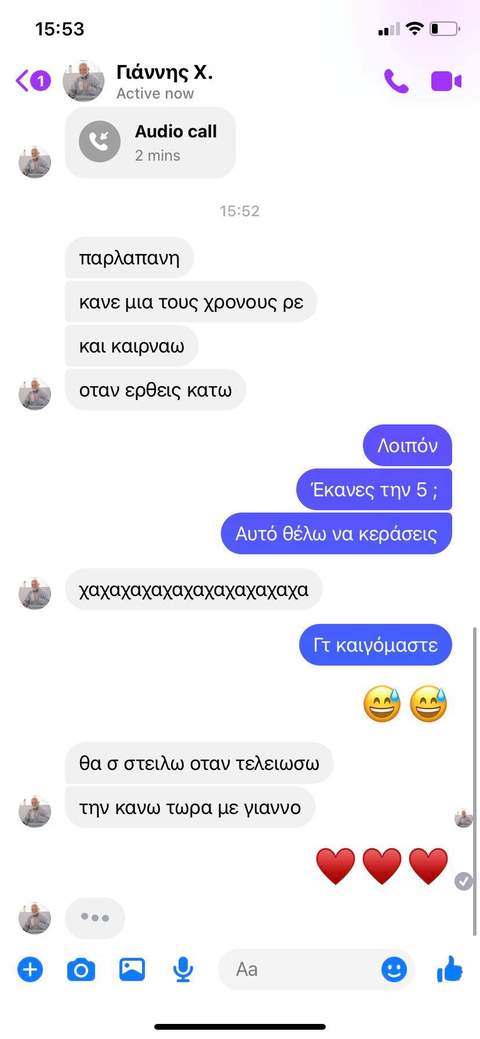 15:53
1
Γιάννης Χ.
Active now
Audio call
2 mins
15:52
παρλαπανη
κανε μια τους χρονους ρε
και καιρναω
οταν ερθεις κατω
Λοιπόν
Έκανες την 5 ;
Αυτό θέλω να κεράσεις
χαχαχαχαχαχαχαχαχαχαχα
Γτ καιγόμαστε
θα σ στειλω οταν τελειωσω
την κανω τωρα με γιαννο
Aa